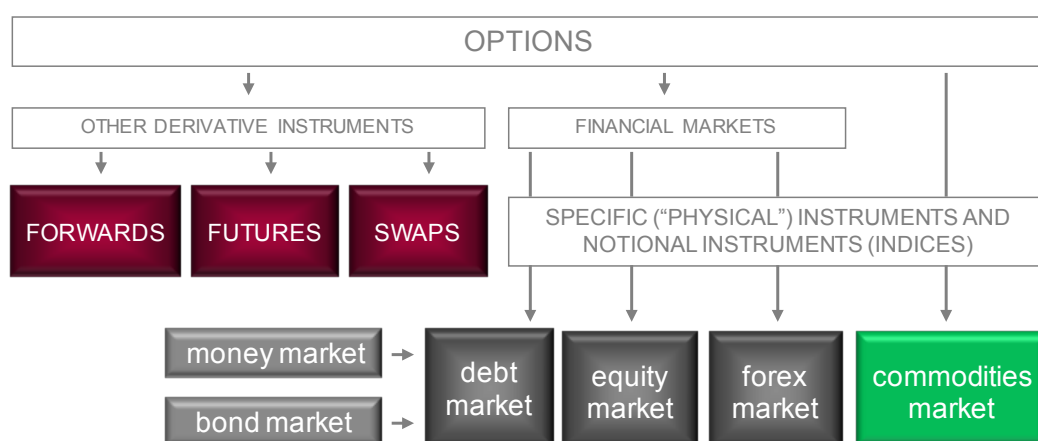 OPTIONS
OTHER DERIVATIVE INSTRUMENTS
FINANCIAL MARKETS
FORWARDS
FUTURES
SWAPS
SPECIFIC (“PHYSICAL”) INSTRUMENTS AND
NOTIONAL INSTRUMENTS (INDICES)
money market
bond market
debt
market
equity
market
forex
market
commodities
market